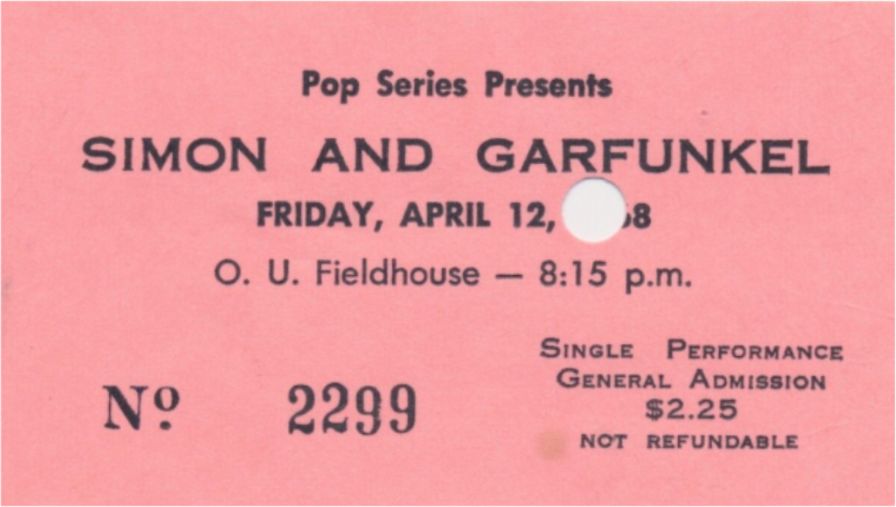 Pop Series Presents
SIMON AND GARFUNKEL
FRIDAY, APRIL 12, 68
O. U. Fieldhouse — 8:15 p.m.
SINGLE PERFORMANCE
GENERAL ADMISSION
$2.25
NOT REFUNDABLE
Nº 2299